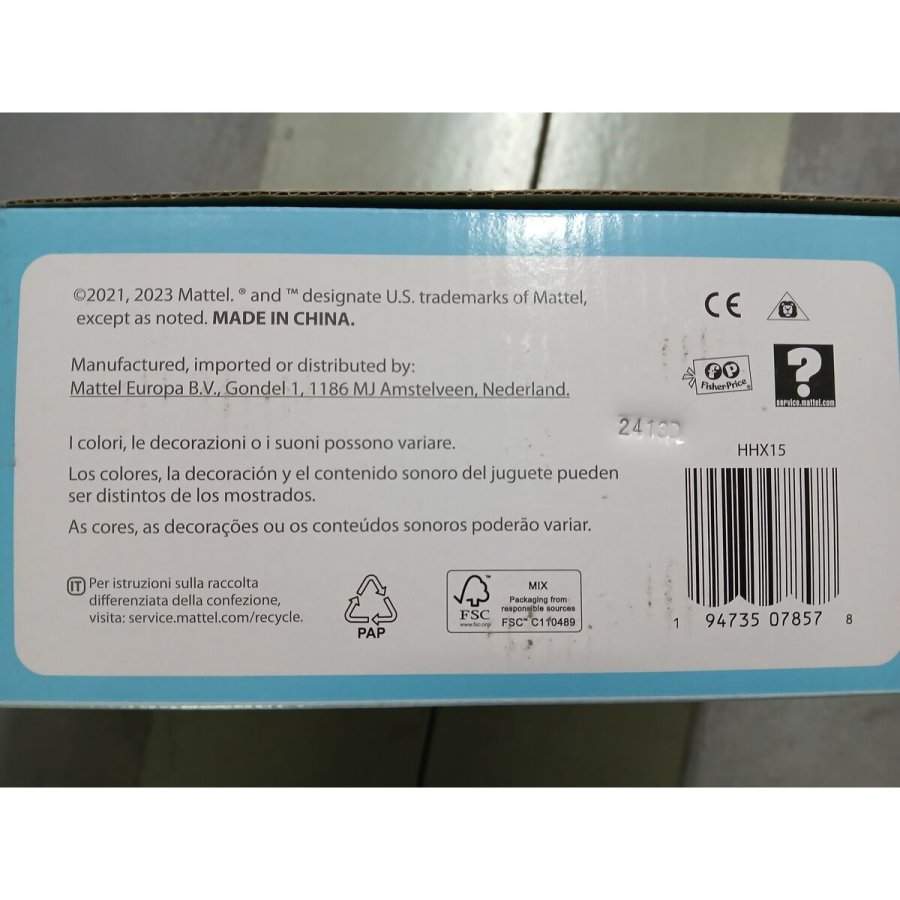 ©2021, 2023 Mattel. ® and ™ designate U.S. trademarks of Mattel,
except as noted. MADE IN CHINA.
Manufactured, imported or distributed by:
Mattel Europa B.V., Gondel 1, 1186 MJ Amstelveen, Nederland.
I colori, le decorazioni o i suoni possono variare.
Los colores, la decoración y el contenido sonoro del juguete pueden
ser distintos de los mostrados.
As cores, as decorações ou os conteúdos sonoros poderão variar.
IT Per istruzioni sulla raccolta
differenziata della confezione,
visita: service.mattel.com/recycle.
PAP
FSC™
www.fsc.org
MIX
Packaging from
responsible sources
FSC™ C110489
CE
fp
Fisher-Price®
?
service.mattel.com
HHX15
1 94735 07857 8